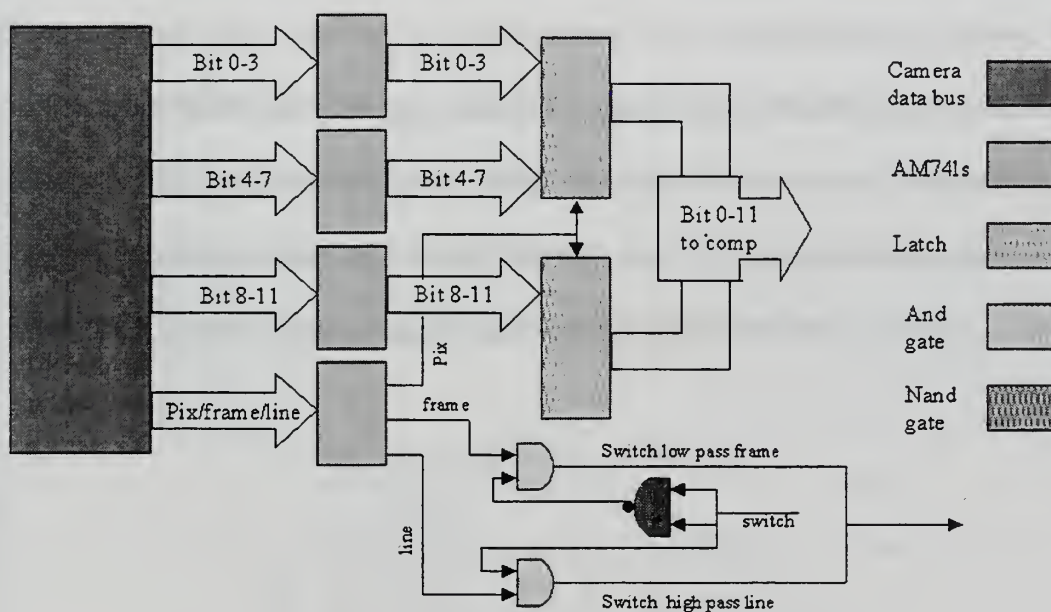 Bit 0-3
Bit 0-3
Bit 4-7
Bit 4-7
Bit 8-11
Bit 8-11
Pix/frame/line
Bit 0-11
to comp
Pix
frame
line
Switch low pass frame
switch
Switch high pass line
Camera
data bus
AM74ls
Latch
And
gate
Nand
gate